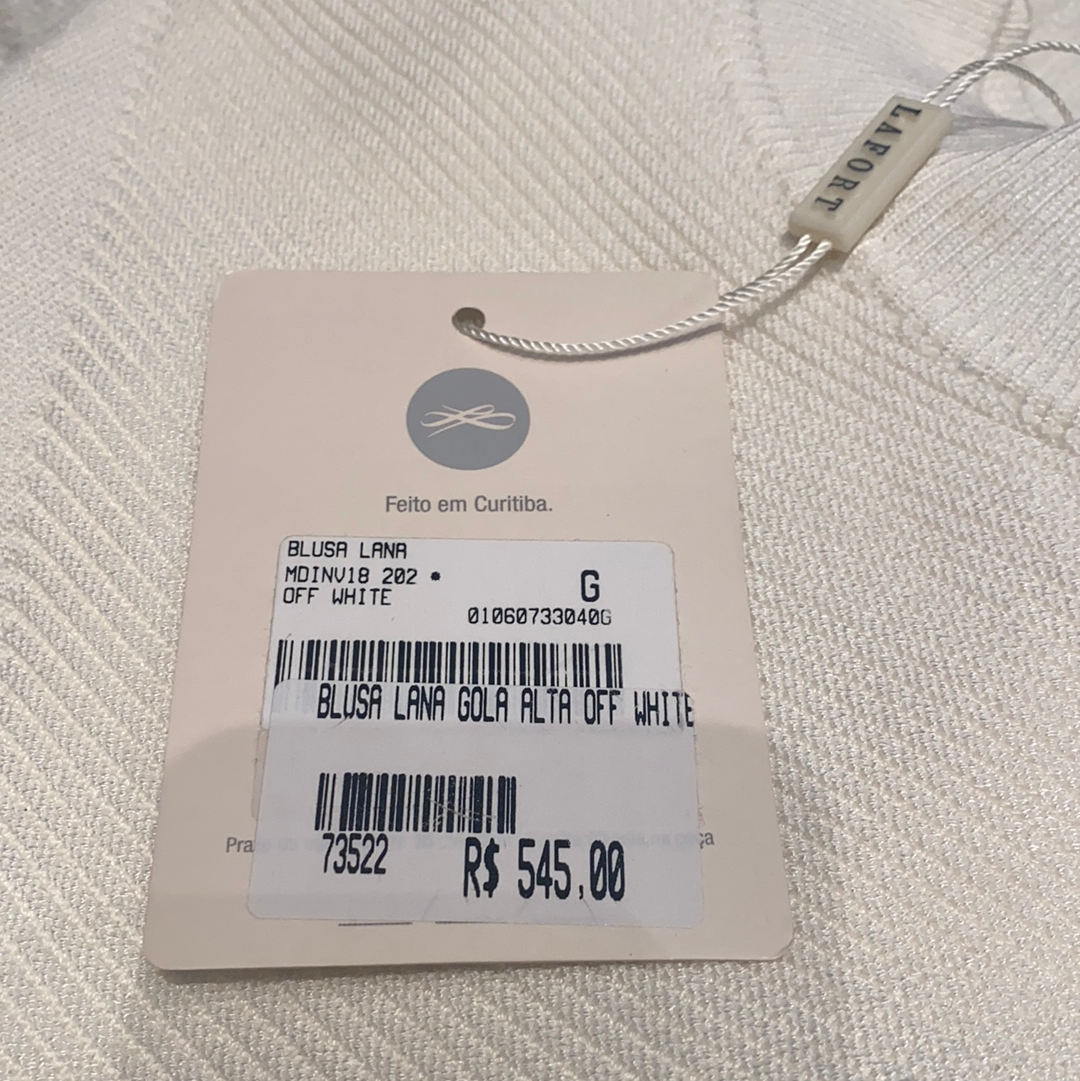 LAFORT
Feito em Curitiba.
BLUSA LANA
MDINV18 202 *
G
OFF WHITE
01060733040G
BLUSA LANA GOLA ALTA OFF WHITE
73522
R$ 545,00